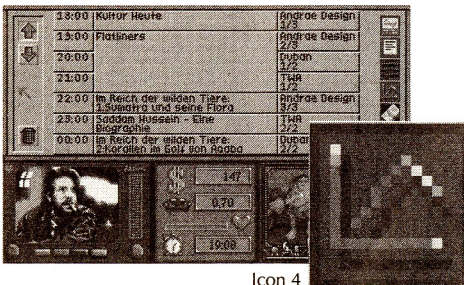 18:00 Kultur Heute Andrae Design
2/3
19:00 Flatliners Andrae Design
2/3
20:00 Duban
1/2
21:00 TWA
1/2
22:00 Im Reich der wilden Tiere: Andrae Design
1.Sumatra und seine Flora 3/3
23:00 Saddam Hussein - Eine TWA
Biographie 2/2
00:00 Im Reich der wilden Tiere: Duban
2.Korallen im Golf von Aqaba 2/2
$ 147
0,70
19:08
Icon 4